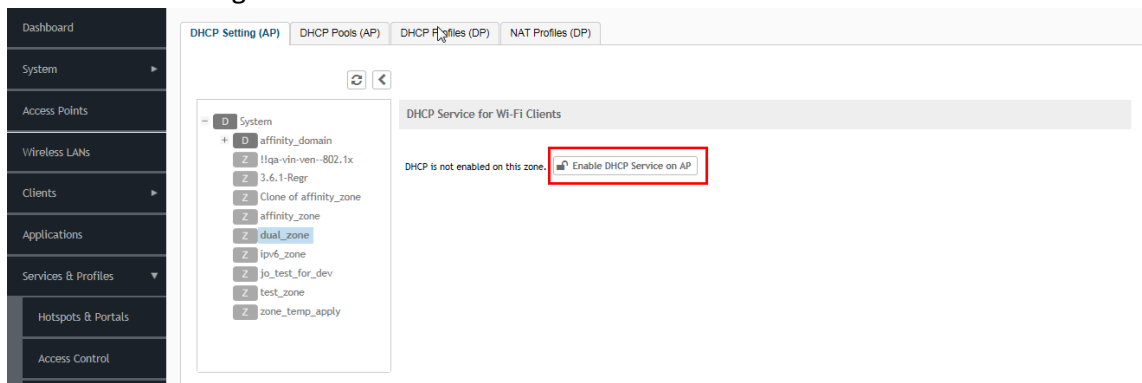 Dashboard
System
Access Points
Wireless LANs
Clients
Applications
Services & Profiles
Hotspots & Portals
Access Control
DHCP Setting (AP) DHCP Pools (AP) DHCP Profiles (DP) NAT Profiles (DP)
D System
D affinity_domain
Z !!qa-vin-ven--802.1x
Z 3.6.1-Regr
Z Clone of affinity_zone
Z affinity_zone
Z dual_zone
Z ipv6_zone
Z jo_test_for_dev
Z test_zone
Z zone_temp_apply
DHCP Service for Wi-Fi Clients
DHCP is not enabled on this zone. Enable DHCP Service on AP